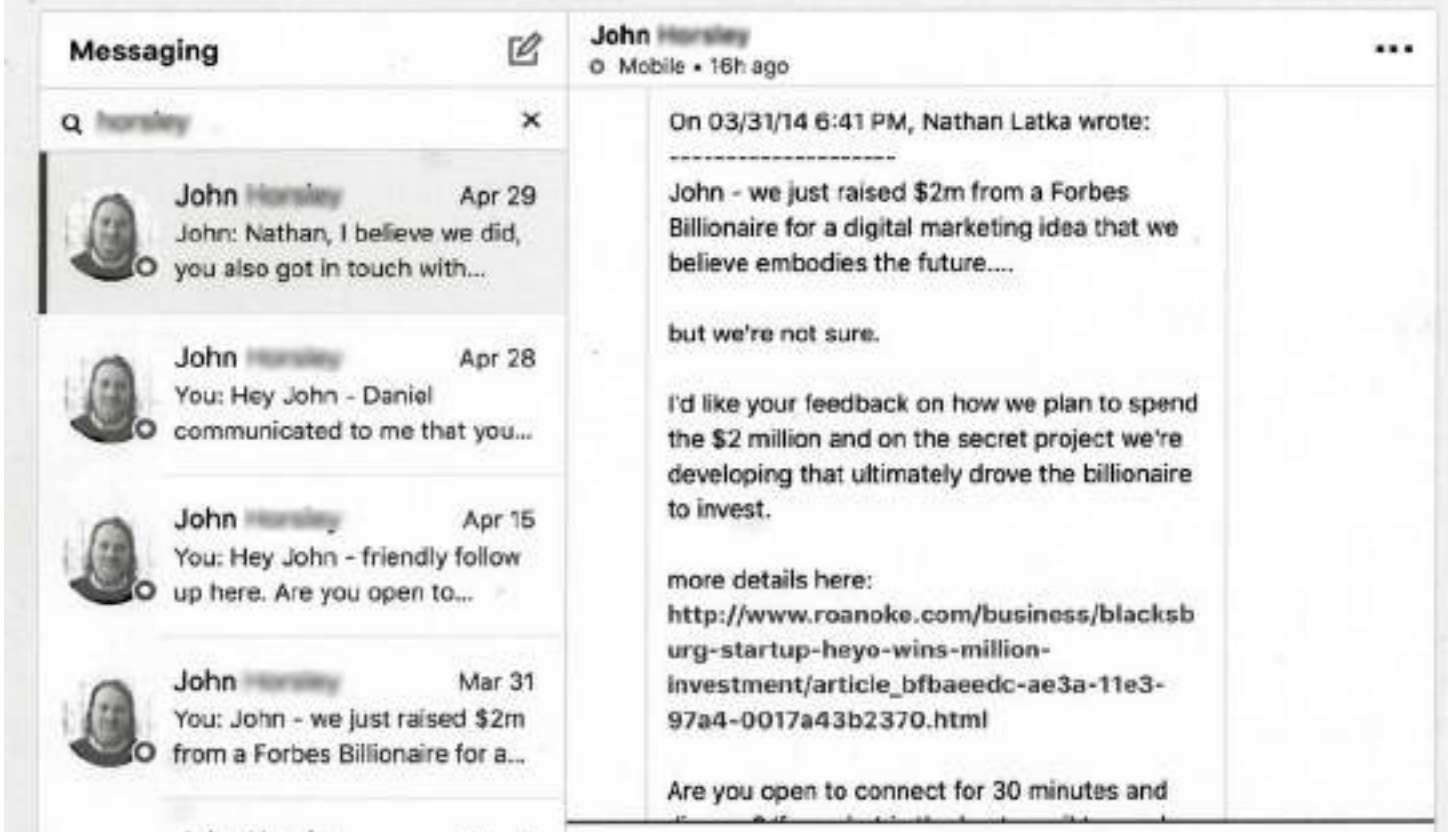 Messaging
John
Apr 29
John: Nathan, I believe we did,
you also got in touch with...
John
Apr 28
You: Hey John - Daniel
communicated to me that you...
John
Apr 15
You: Hey John - friendly follow
up here. Are you open to...
John
Mar 31
You: John - we just raised $2m
from a Forbes Billionaire for a...
John
Mobile • 16h ago
On 03/31/14 6:41 PM, Nathan Latka wrote:
--------------------
John - we just raised $2m from a Forbes
Billionaire for a digital marketing idea that we
believe embodies the future....
but we're not sure.
I'd like your feedback on how we plan to spend
the $2 million and on the secret project we're
developing that ultimately drove the billionaire
to invest.
more details here:
http://www.roanoke.com/business/blacksb
urg-startup-heyo-wins-million-
investment/article_bfbaeedc-ae3a-11e3-
97a4-0017a43b2370.html
Are you open to connect for 30 minutes and